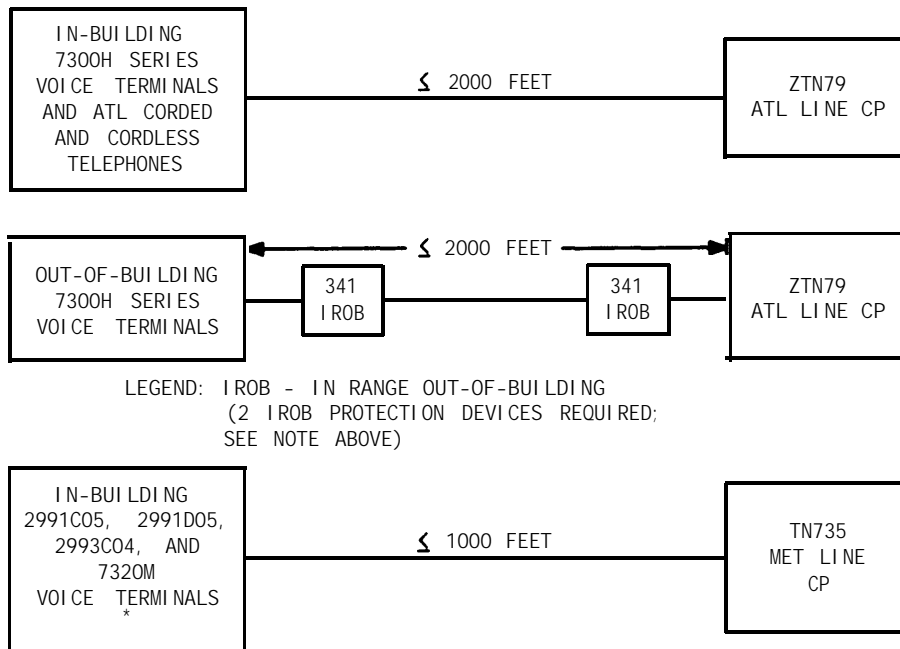 IN-BUILDING
7300H SERIES
VOICE TERMINALS
AND ATL CORDED
AND CORDLESS
TELEPHONES
≤ 2000 FEET
ZTN79
ATL LINE CP
OUT-OF-BUILDING
7300H SERIES
VOICE TERMINALS
≤ 2000 FEET
341
IROB
341
IROB
ZTN79
ATL LINE CP
LEGEND: IROB - IN RANGE OUT-OF-BUILDING
(2 IROB PROTECTION DEVICES REQUIRED;
SEE NOTE ABOVE)
IN-BUILDING
2991C05, 2991D05,
2993C04, AND
7320M
VOICE TERMINALS
*
≤ 1000 FEET
TN735
MET LINE
CP